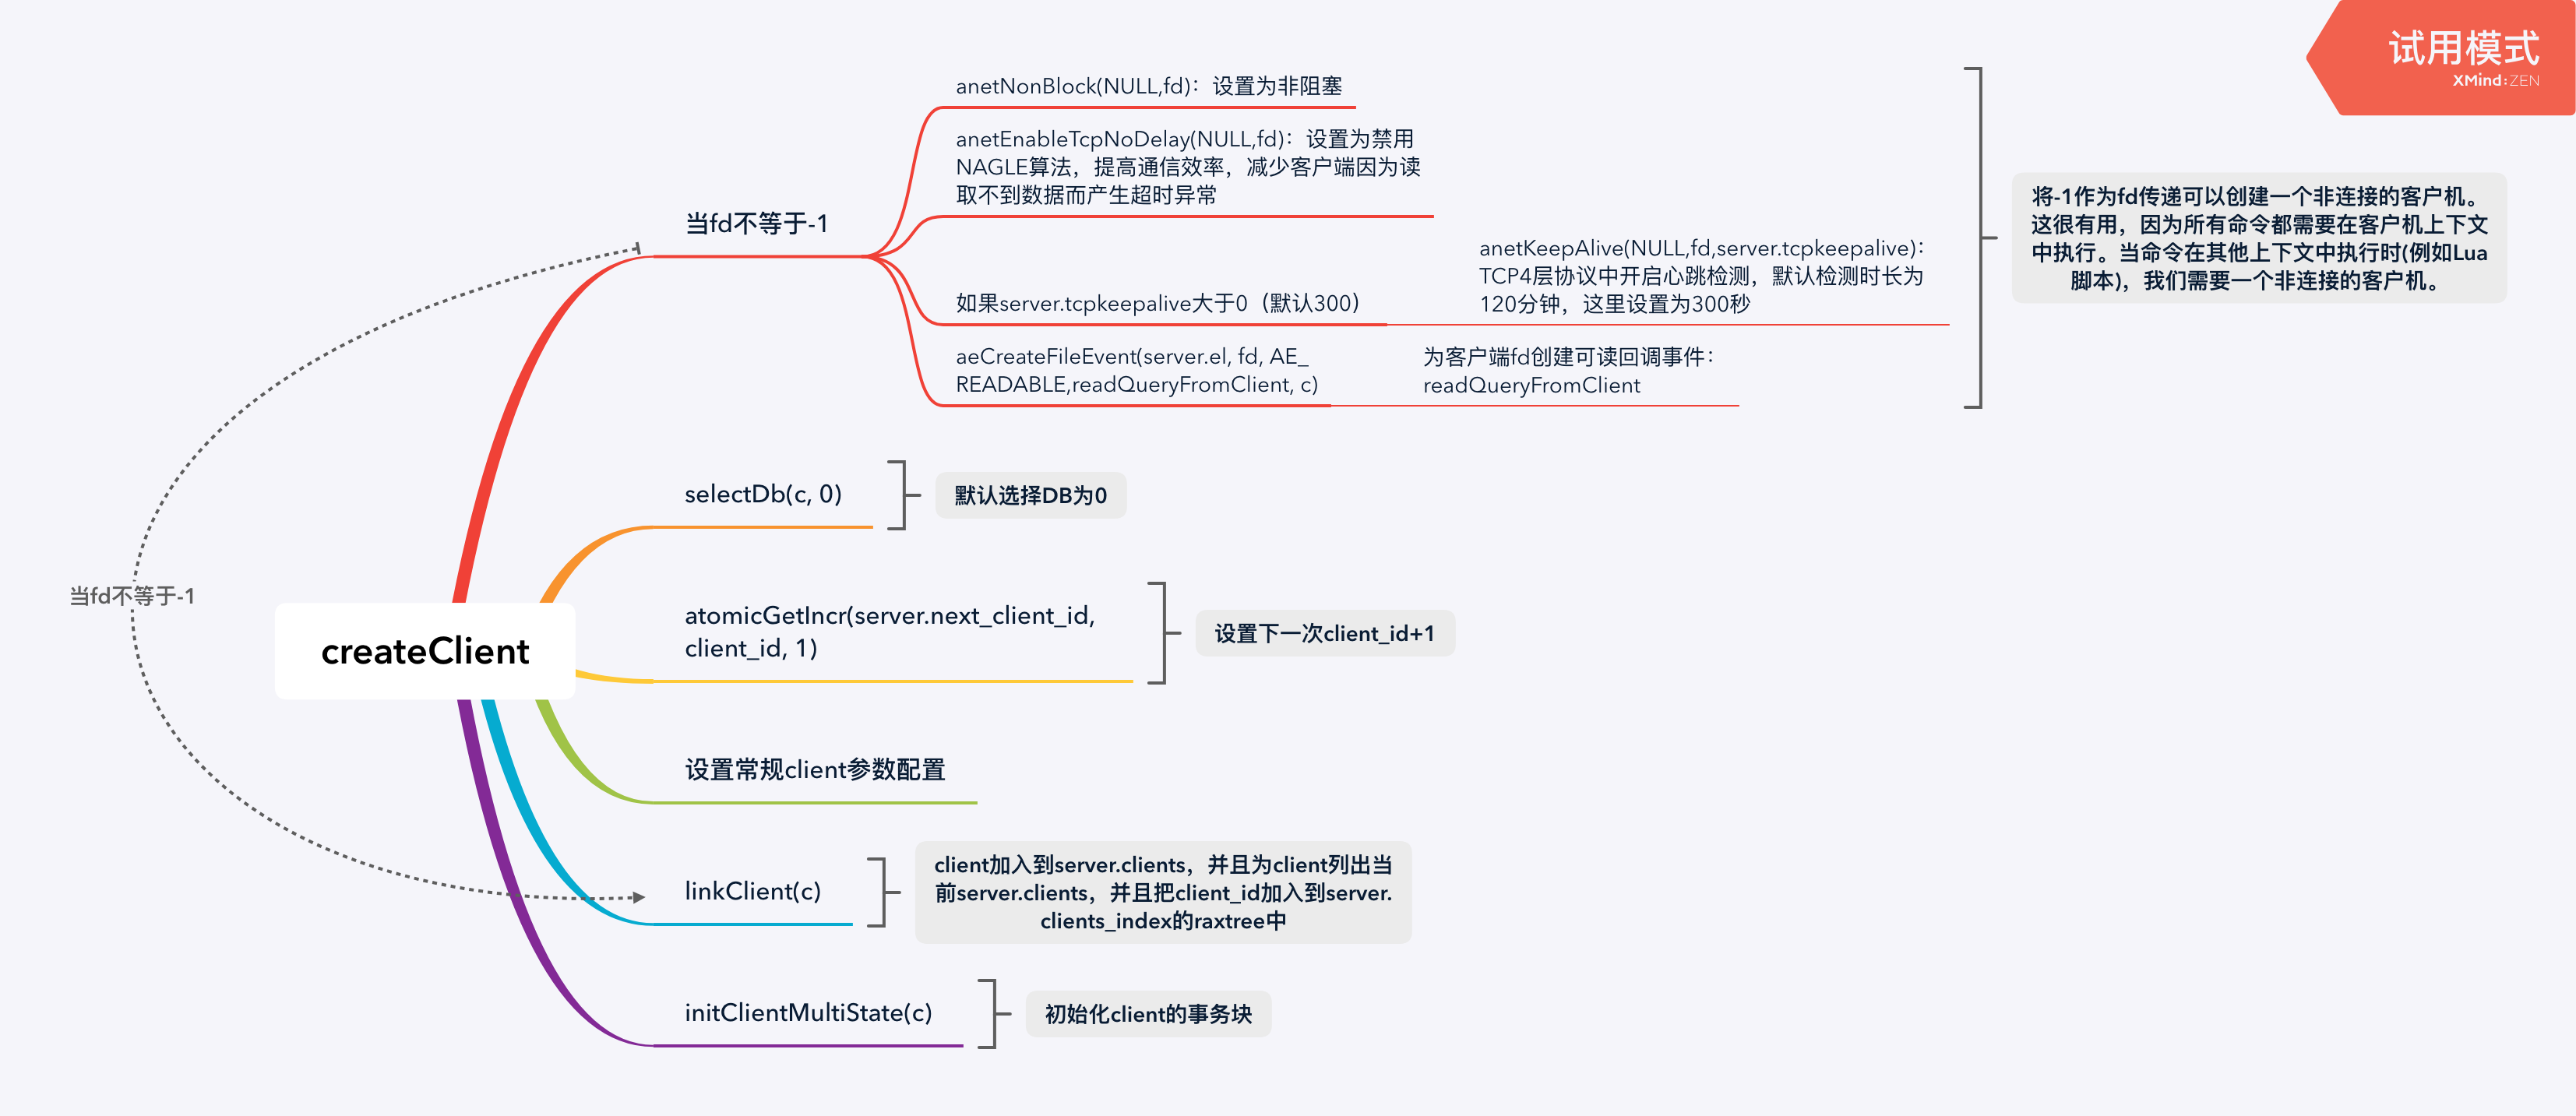 试用模式
XMind:ZEN
anetNonBlock(NULL,fd)：设置为非阻塞
anetEnableTcpNoDelay(NULL,fd)：设置为禁用
NAGLE算法，提高通信效率，减少客户端因为读
取不到数据而产生超时异常
当fd不等于-1
如果server.tcpkeepalive大于0（默认300）
anetKeepAlive(NULL,fd,server.tcpkeepalive)：
TCP4层协议中开启心跳检测，默认检测时长为
120分钟，这里设置为300秒
aeCreateFileEvent(server.el, fd, AE_
READABLE,readQueryFromClient, c)
为客户端fd创建可读回调事件：
readQueryFromClient
将-1作为fd传递可以创建一个非连接的客户机。
这很有用，因为所有命令都需要在客户机上下文
中执行。当命令在其他上下文中执行时(例如Lua
脚本)，我们需要一个非连接的客户机。
selectDb(c, 0)
默认选择DB为0
当fd不等于-1
createClient
atomicGetIncr(server.next_client_id,
client_id, 1)
设置下一次client_id+1
设置常规client参数配置
linkClient(c)
client加入到server.clients，并且为client列出当
前server.clients，并且把client_id加入到server.
clients_index的raxtree中
initClientMultiState(c)
初始化client的事务块